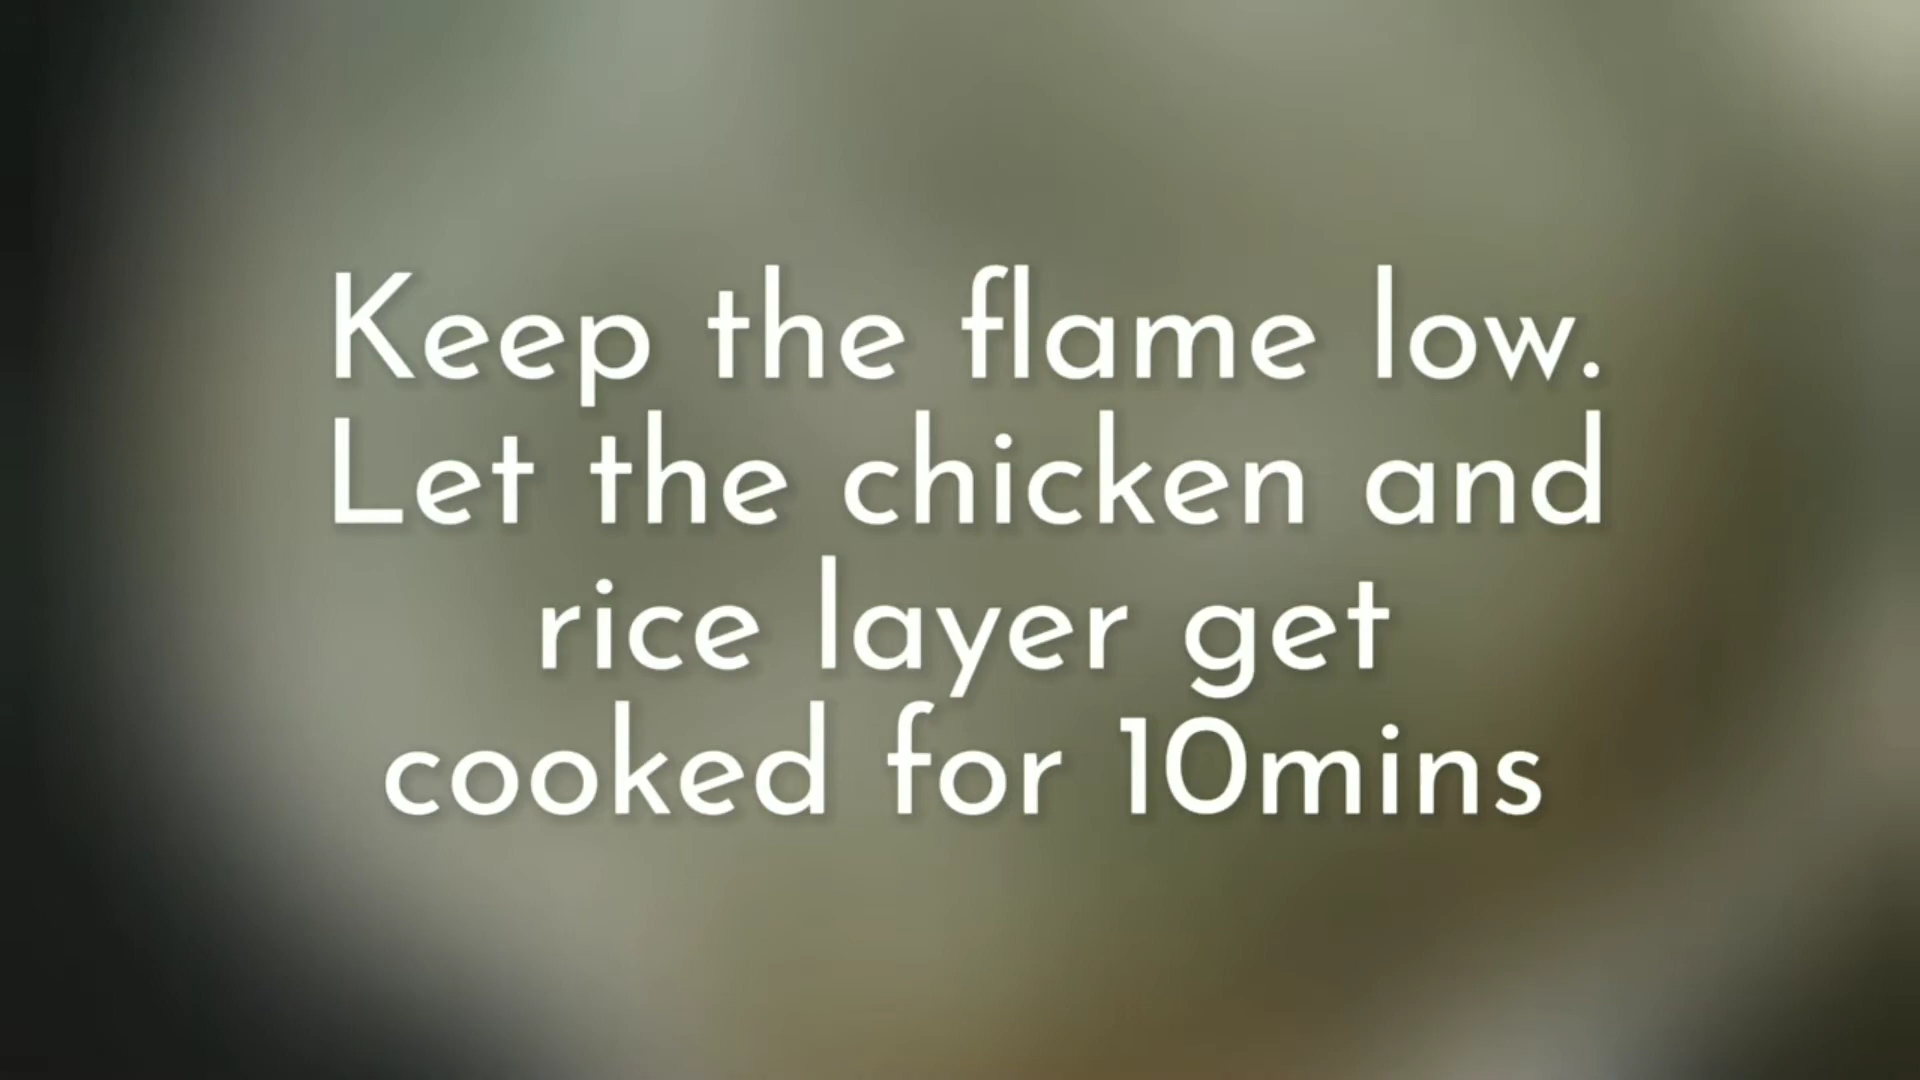 Keep the flame low.
Let the chicken and
rice layer get
cooked for 10mins